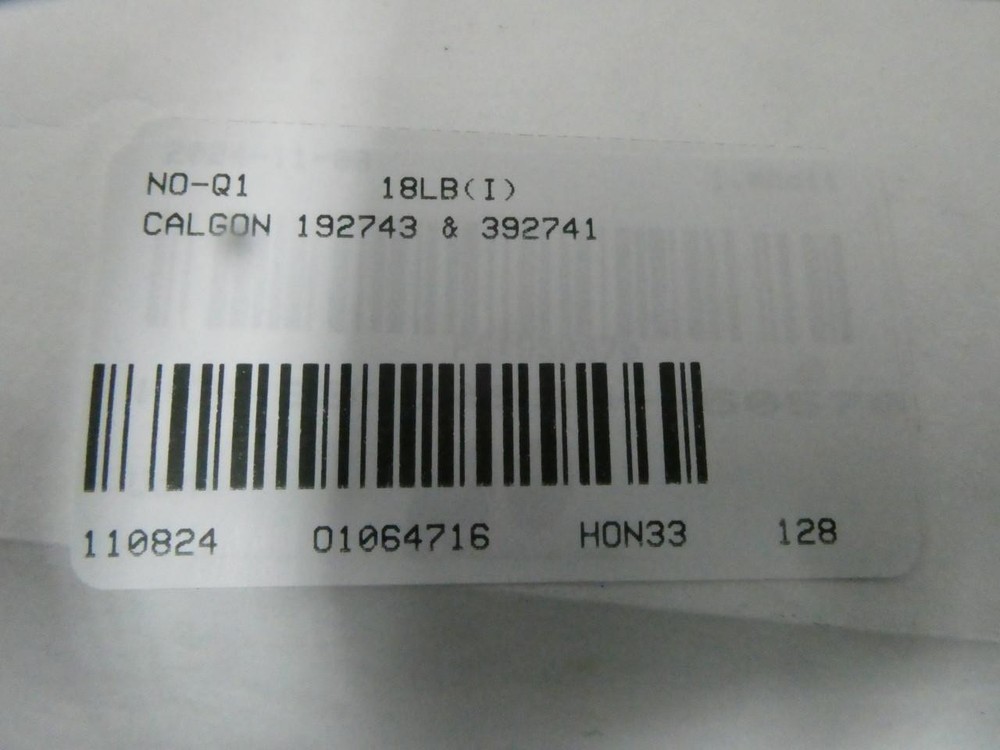 NO-Q1 18LB(I)
CALGON 192743 & 392741
110824 01064716 HON33 128